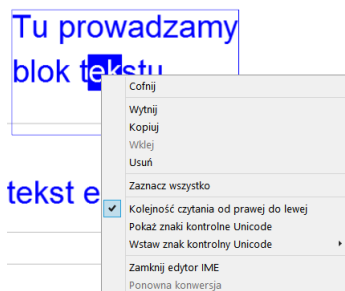 Tu prowadzamy
blok tekstu
tekst e
Cofnij
Wytnij
Kopiuj
Wklej
Usuń
Zaznacz wszystko
Kolejność czytania od prawej do lewej
Pokaż znaki kontrolne Unicode
Wstaw znak kontrolny Unicode
Zamknij edytor IME
Ponowna konwersja